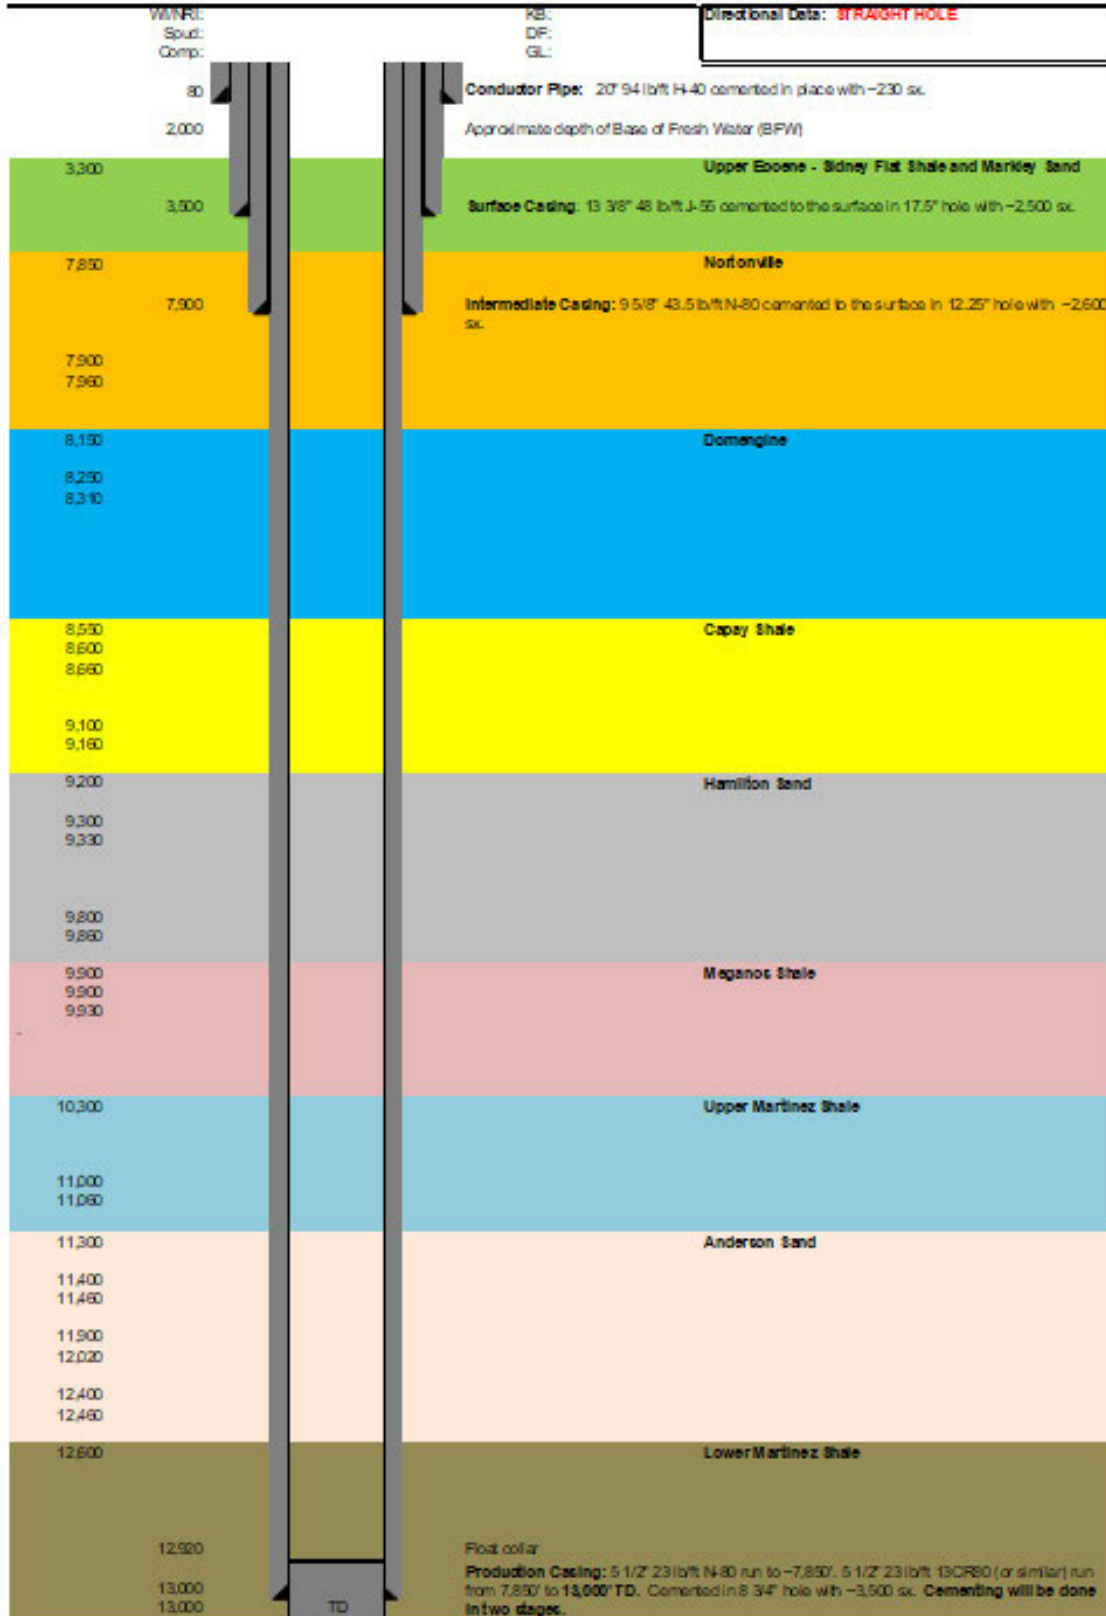 WI/NRI: KB: Directional Data: STRAIGHT HOLE
Spud: DF:
Comp: GL:
80 Conductor Pipe: 20" 94 lb/ft H-40 cemented in place with ~230 sx.
2,000 Approximate depth of Base of Fresh Water (BFW)
3,300 Upper Eocene - Sidney Flat Shale and Markley Sand
3,500 Surface Casing: 13 3/8" 48 lb/ft J-55 cemented to the surface in 17.5" hole with ~2,500 sx.
7,850 Nortonville
7,900 Intermediate Casing: 9 5/8" 43.5 lb/ft N-80 cemented to the surface in 12.25" hole with ~2,600
sx.
7,900
7,960
8,150 Domengine
8,250
8,310
8,550 Capay Shale
8,600
8,660
9,100
9,160
9,200 Hamilton Sand
9,300
9,330
9,800
9,860
9,900 Meganos Shale
9,900
9,930
10,300 Upper Martinez Shale
11,000
11,060
11,300 Anderson Sand
11,400
11,460
11,900
12,020
12,400
12,460
12,600 Lower Martinez Shale
12,920 Float collar
Production Casing: 5 1/2" 23 lb/ft N-80 run to ~7,850'. 5 1/2" 23 lb/ft 13CR80 (or similar) run
13,000 from 7,850' to 13,000' TD. Cemented in 8 3/4" hole with ~3,500 sx. Cementing will be done
13,000 TD in two stages.